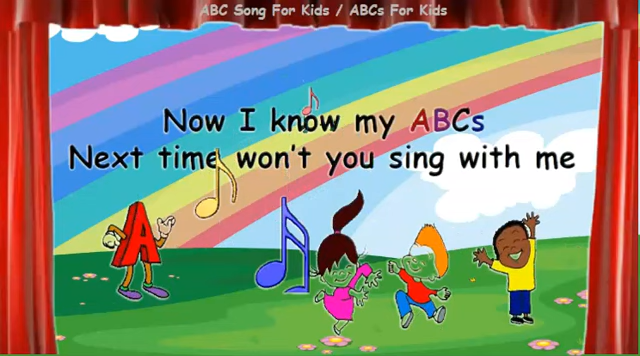 ABC Song For Kids / ABCs For Kids
Now I know my ABCs
Next time won't you sing with me
A